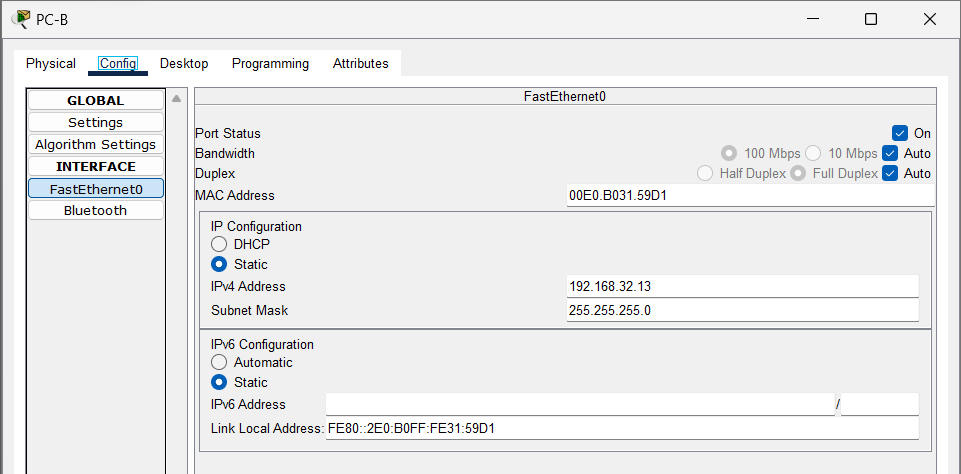 PC-B
Physical Config Desktop Programming Attributes
GLOBAL
Settings
Algorithm Settings
INTERFACE
FastEthernet0
Bluetooth
FastEthernet0
Port Status On
Bandwidth 100 Mbps 10 Mbps Auto
Duplex Half Duplex Full Duplex Auto
MAC Address 00E0.B031.59D1
IP Configuration
DHCP
Static
IPv4 Address 192.168.32.13
Subnet Mask 255.255.255.0
IPv6 Configuration
Automatic
Static
IPv6 Address /
Link Local Address: FE80::2E0:B0FF:FE31:59D1